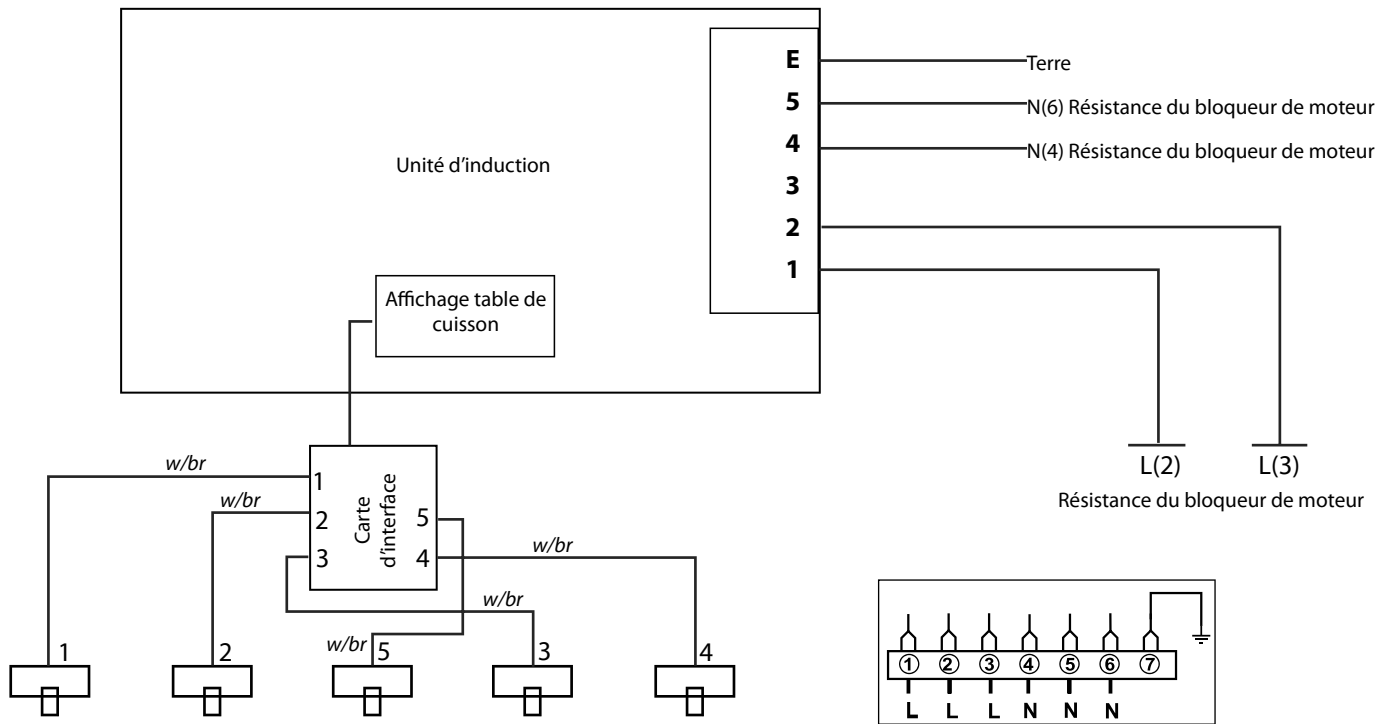 E
Terre
5
N(6) Résistance du bloqueur de moteur
4
N(4) Résistance du bloqueur de moteur
Unité d'induction
3
2
1
Affichage table de
cuisson
L(2)
L(3)
Résistance du bloqueur de moteur
w/br
1
w/br
2
5
3
4
Carte
d'interface
w/br
w/br
w/br
1
2
5
3
4
1 2 3 4 5 6 7
L L L N N N